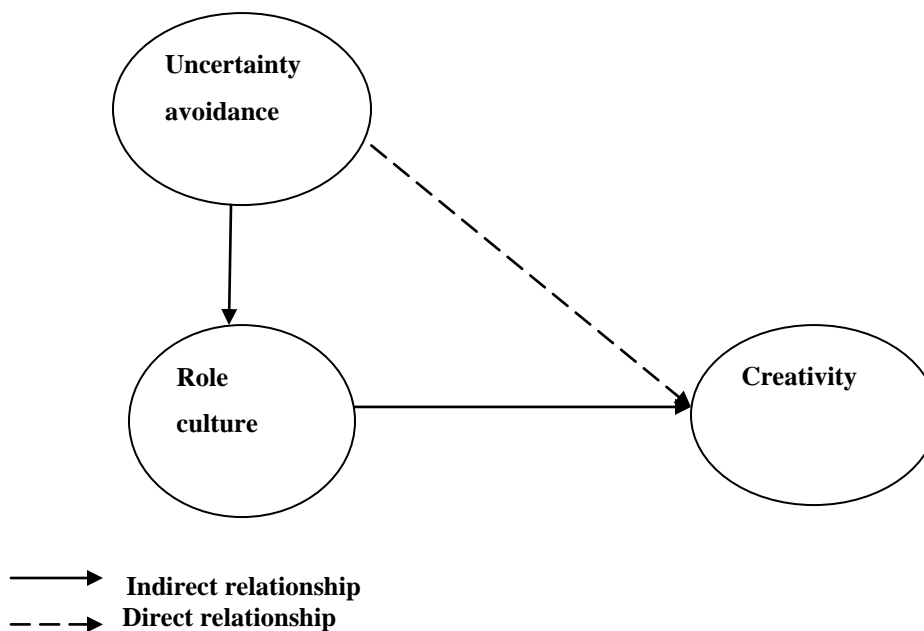 Uncertainty
avoidance
Role
culture
Creativity
Indirect relationship
Direct relationship